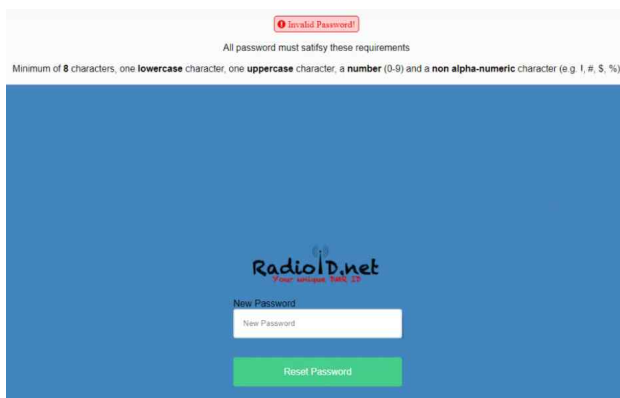 Invalid Password!
All password must satifsy these requirements
Minimum of 8 characters, one lowercase character, one uppercase character, a number (0-9) and a non alpha-numeric character (e.g. !, #, $, %)
RadioID.net
Your unique DMR ID
New Password
New Password
Reset Password